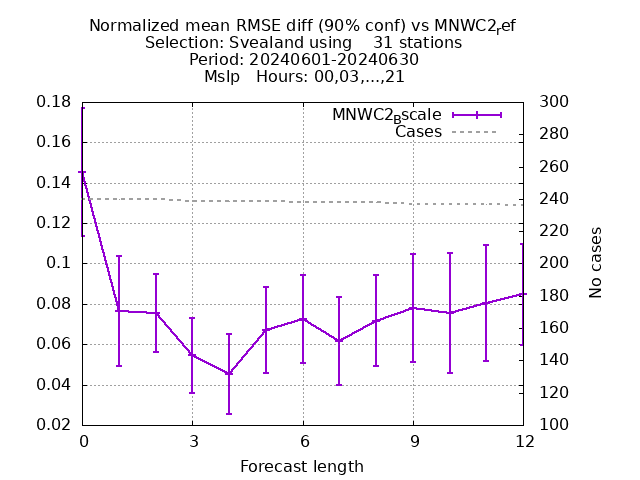 Normalized mean RMSE diff (90% conf) vs MNWC2_ref
Selection: Svealand using 31 stations
Period: 20240601-20240630
Mslp Hours: 00,03,...,21
MNWC2_Bscale
Cases
0.18
0.16
0.14
0.12
0.1
0.08
0.06
0.04
0.02
300
280
260
240
220
200
180
160
140
120
100
No cases
0 3 6 9 12
Forecast length